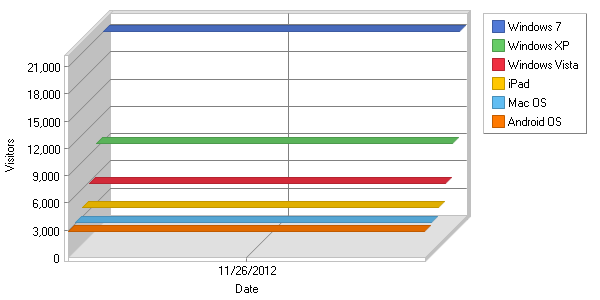 Visitors
21,000
18,000
15,000
12,000
9,000
6,000
3,000
0
11/26/2012
Date
Windows 7
Windows XP
Windows Vista
iPad
Mac OS
Android OS